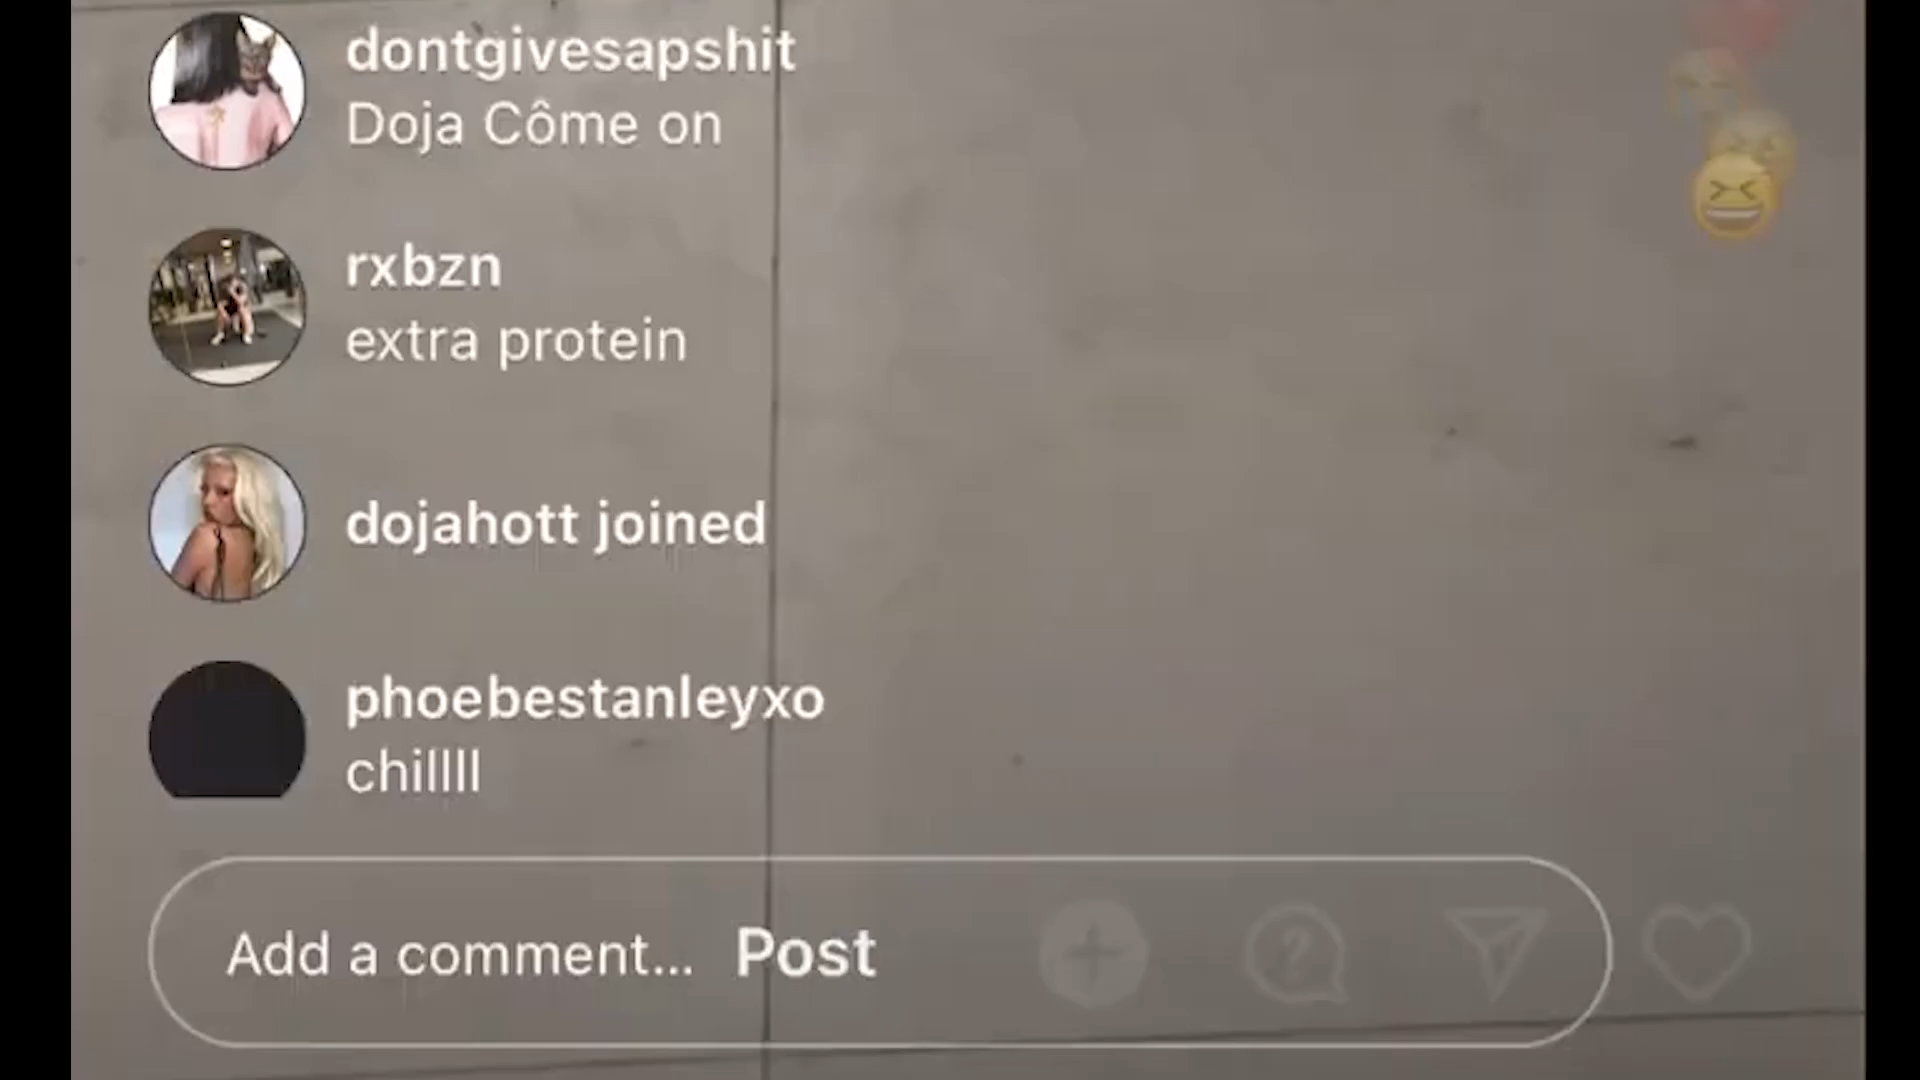 dontgivesapshit
Doja Côme on
rxbzn
extra protein
dojahott joined
phoebestanleyxo
chillll
Add a comment... Post